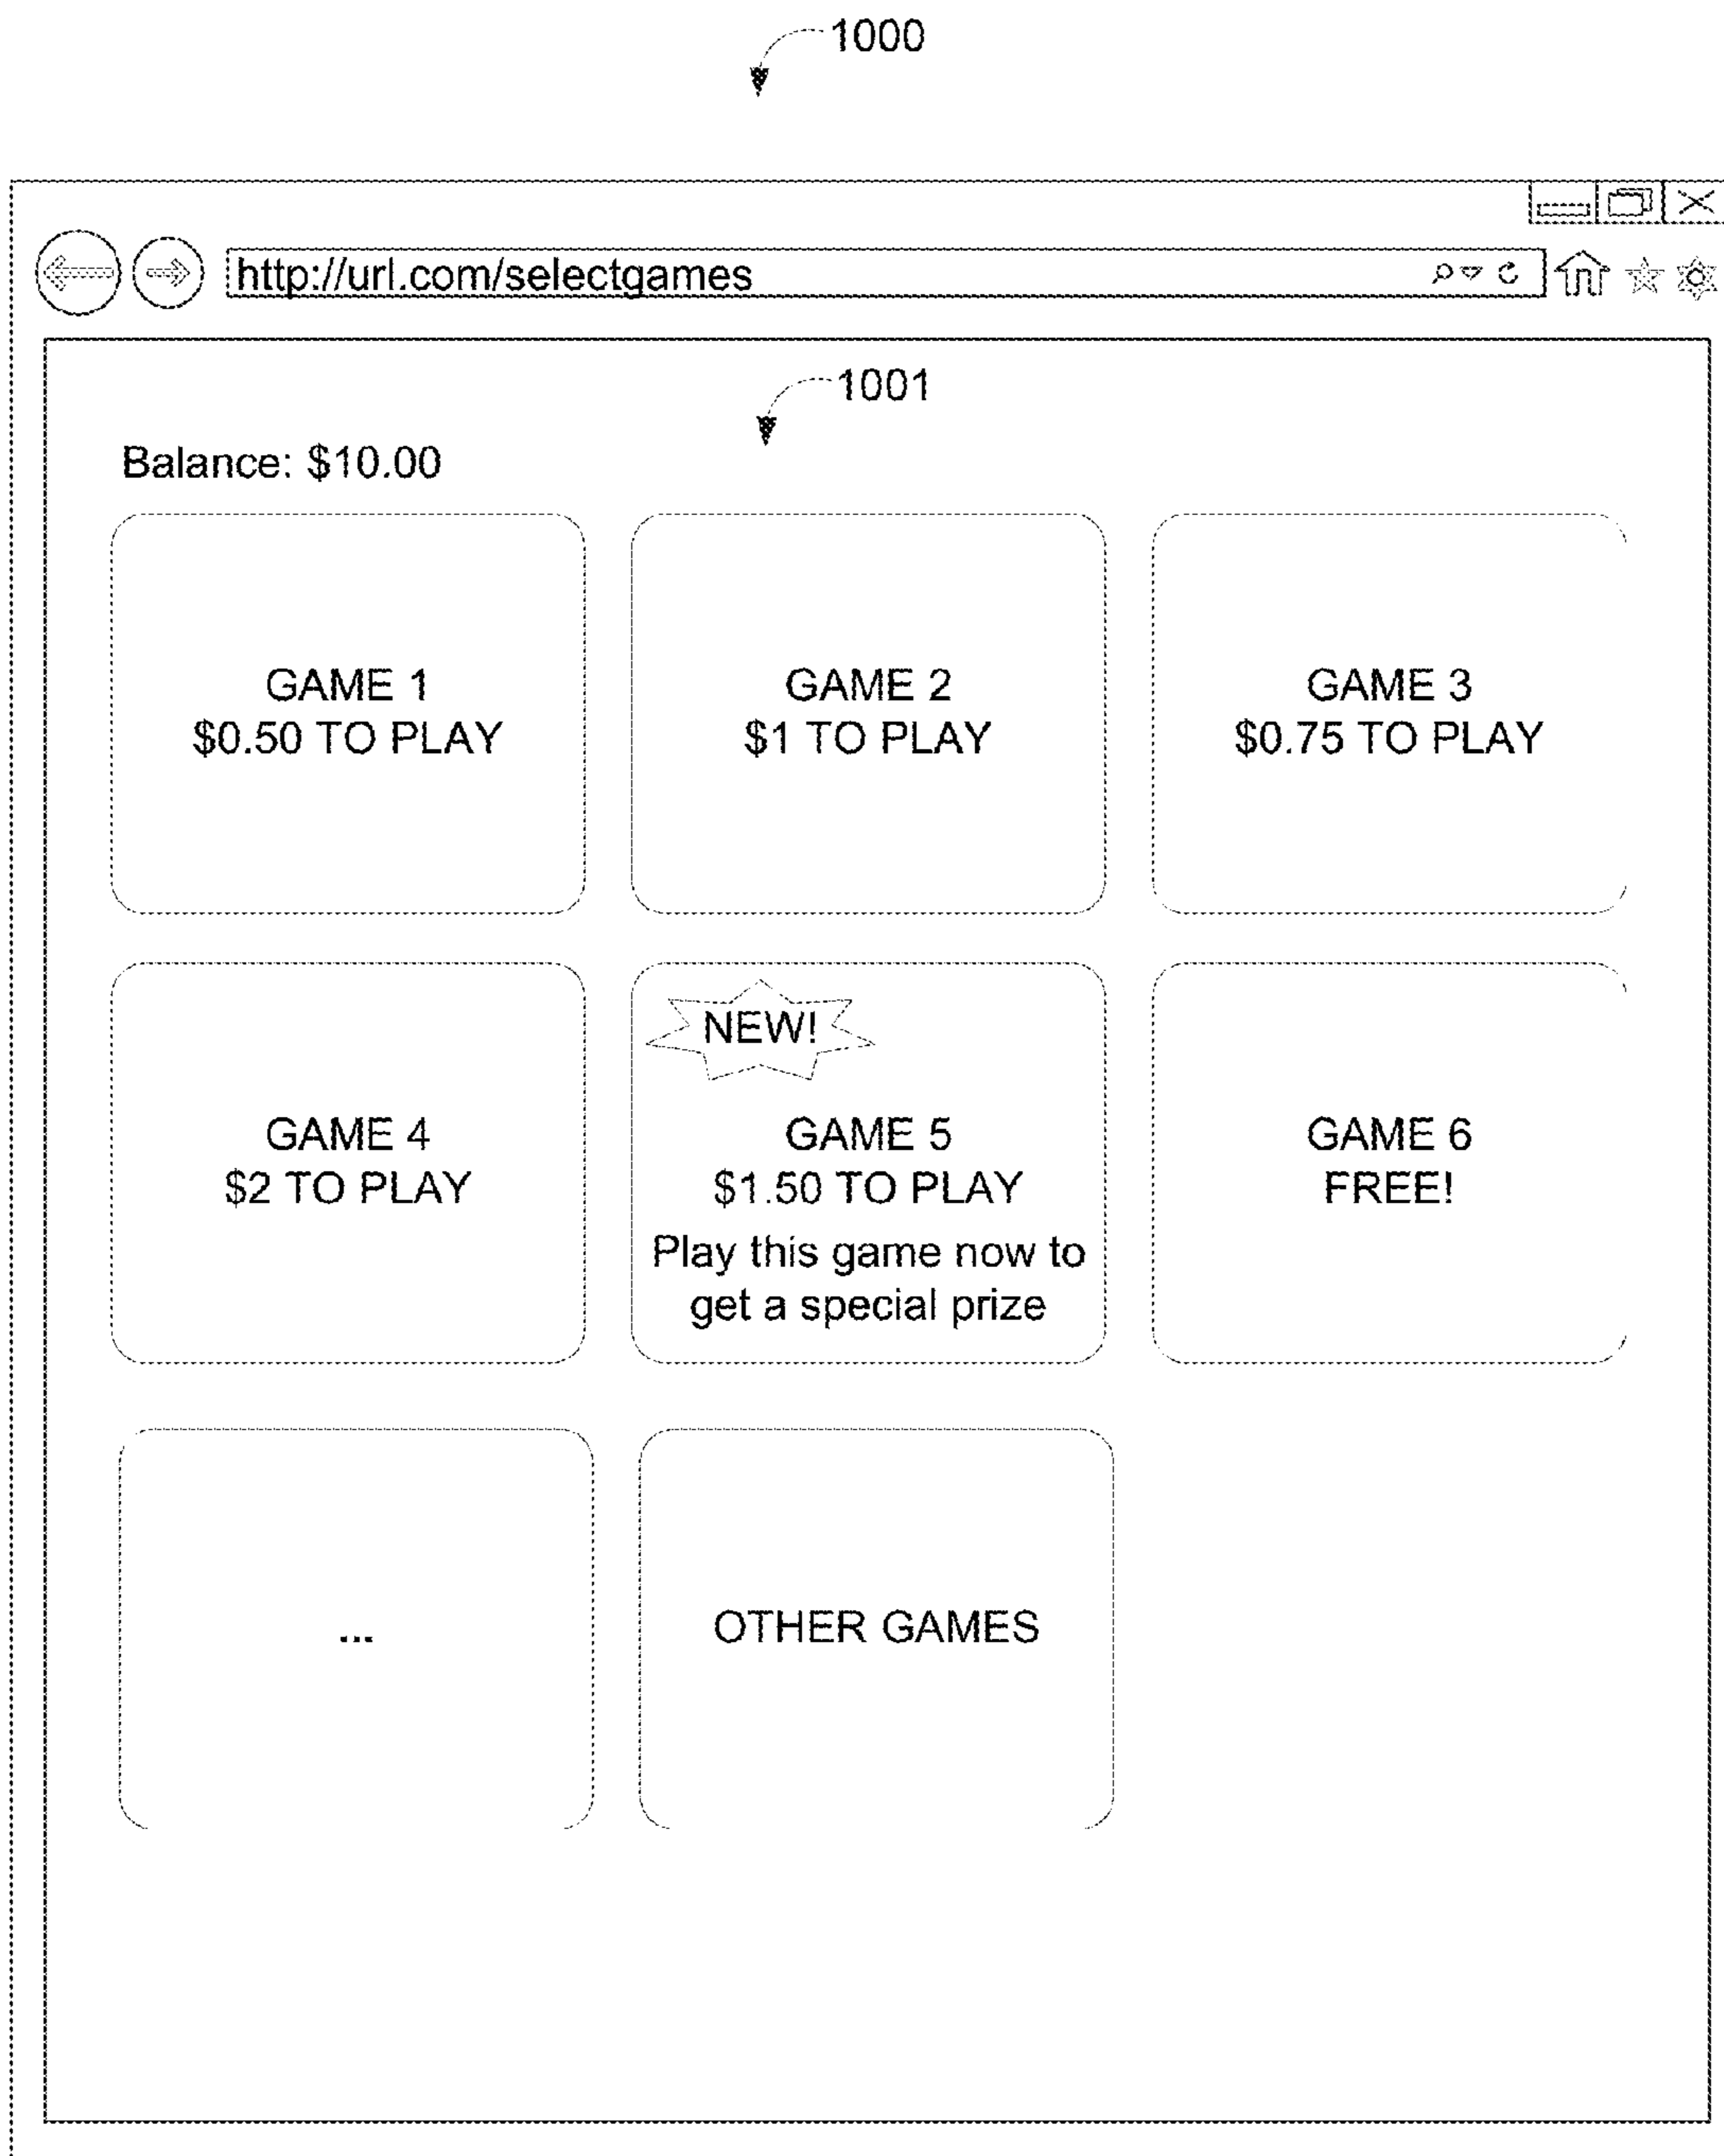 1000
http://url.com/selectgames
1001
Balance: $10.00
GAME 1
$0.50 TO PLAY
GAME 2
$1 TO PLAY
GAME 3
$0.75 TO PLAY
GAME 4
$2 TO PLAY
NEW!
GAME 5
$1.50 TO PLAY
Play this game now to
get a special prize
GAME 6
FREE!
...
OTHER GAMES